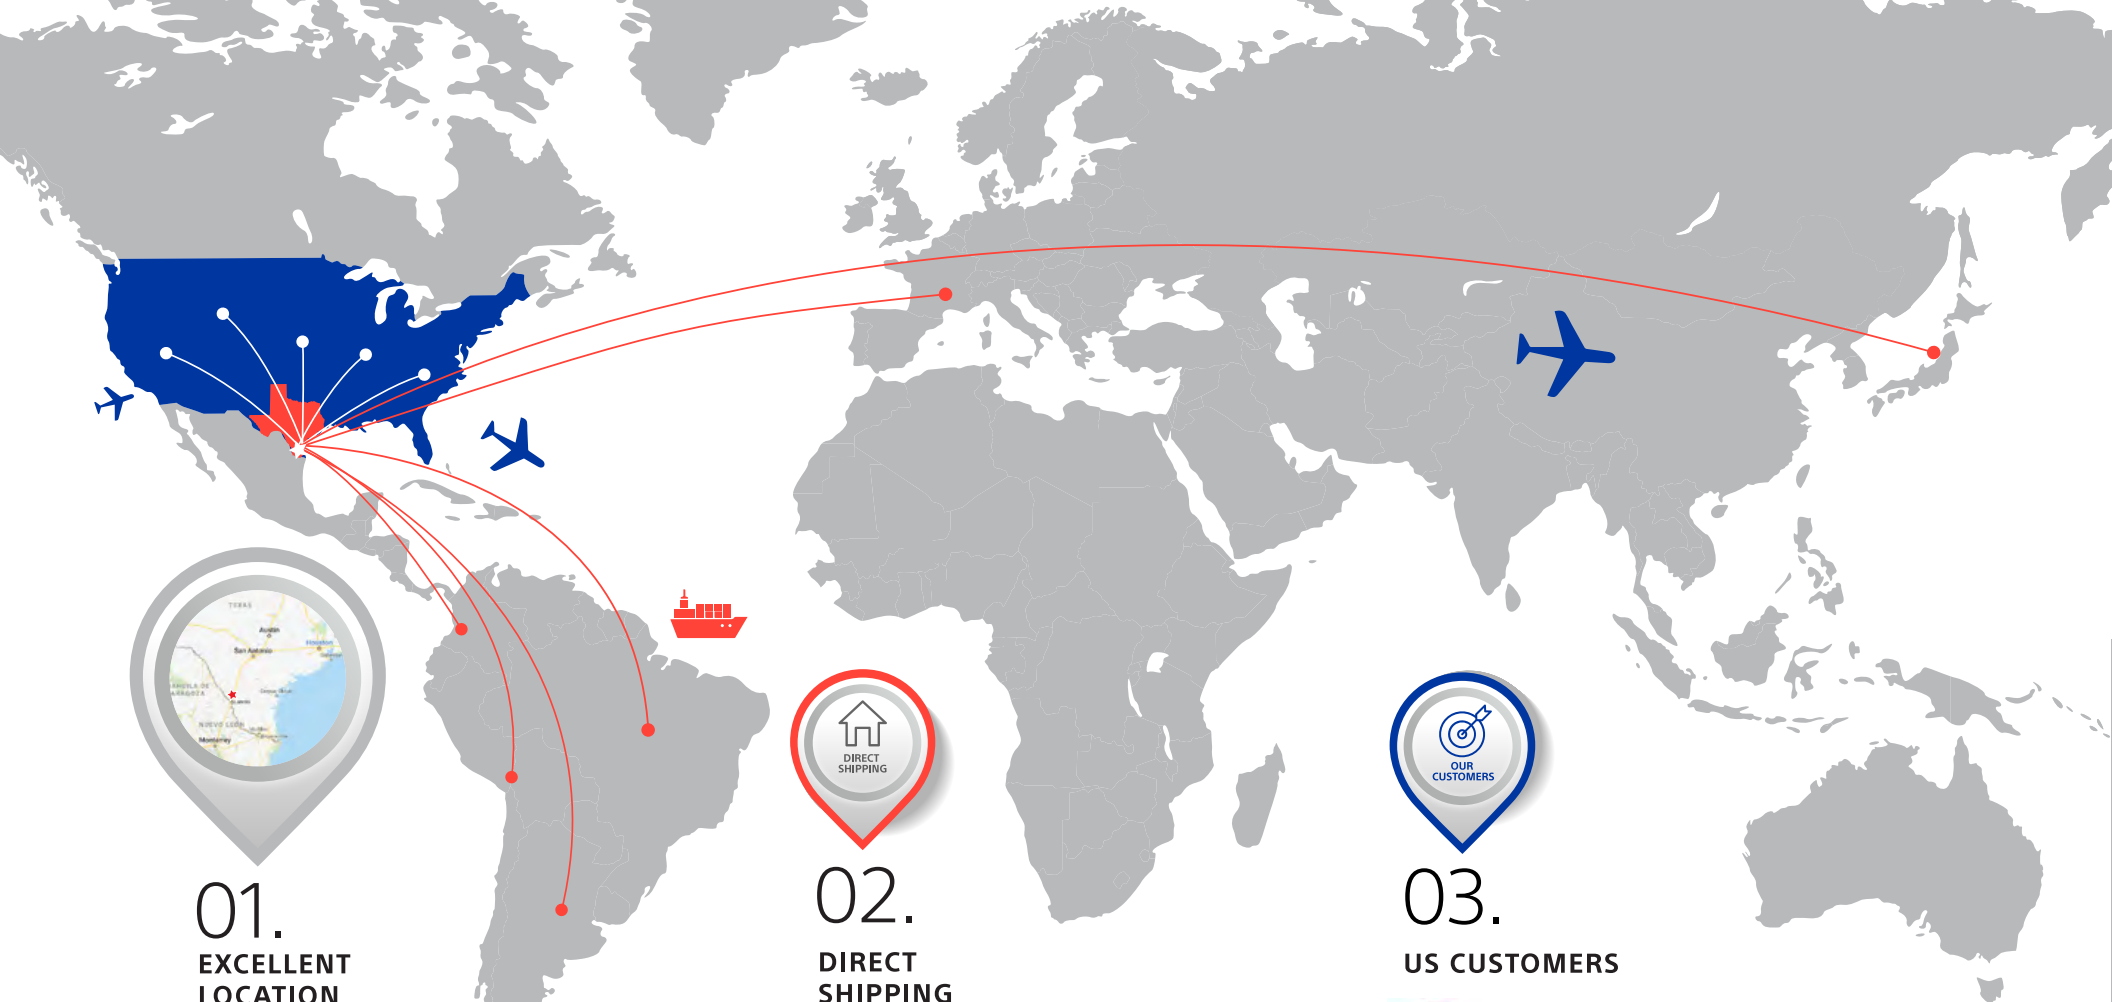 TEXAS
Austin
Houston
San Antonio
NUEVO LEON
Monterrey
01.
EXCELLENT
LOCATION
DIRECT
SHIPPING
02.
DIRECT
SHIPPING
OUR
CUSTOMERS
03.
US CUSTOMERS